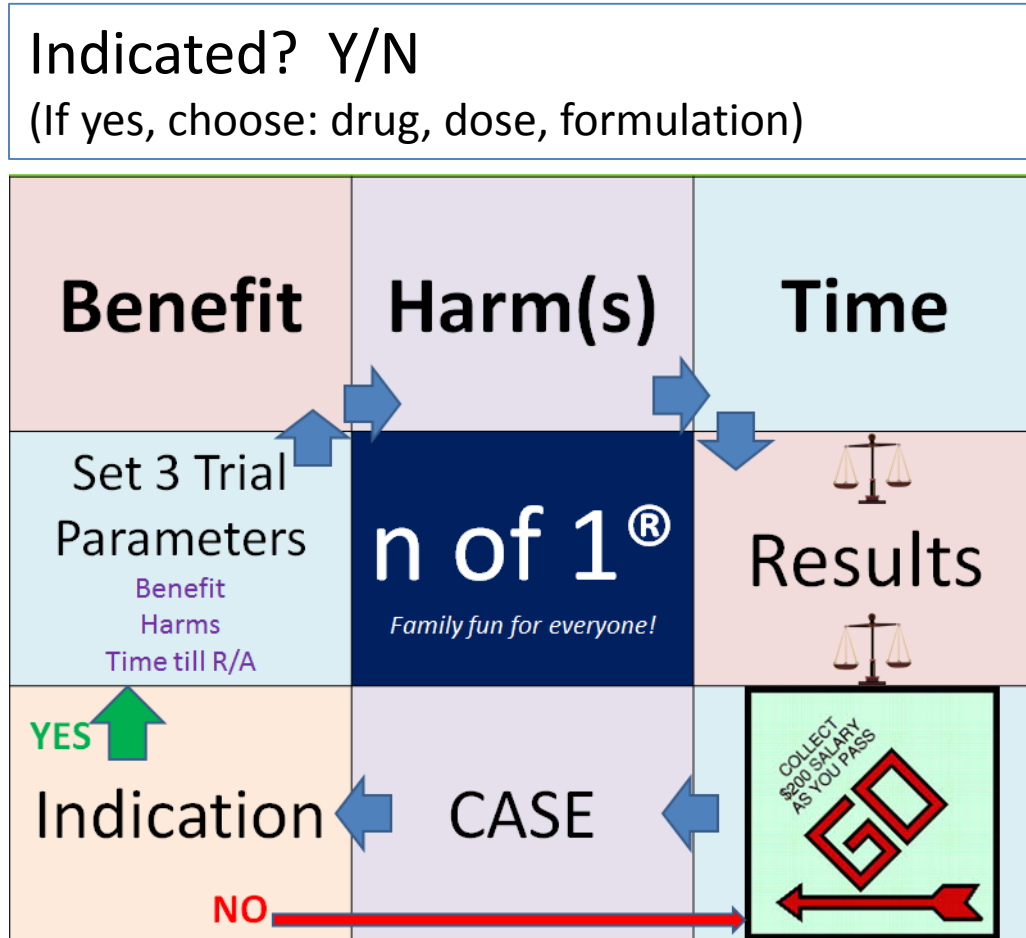 Indicated?  Y/N
(If yes, choose: drug, dose, formulation)
Benefit
Harm(s)
Time
Set 3 Trial
Parameters
Benefit
Harms
Time till R/A
n of 1®
Family fun for everyone!
Results
YES
Indication
CASE
COLLECT
$200 SALARY
AS YOU PASS
GO
NO